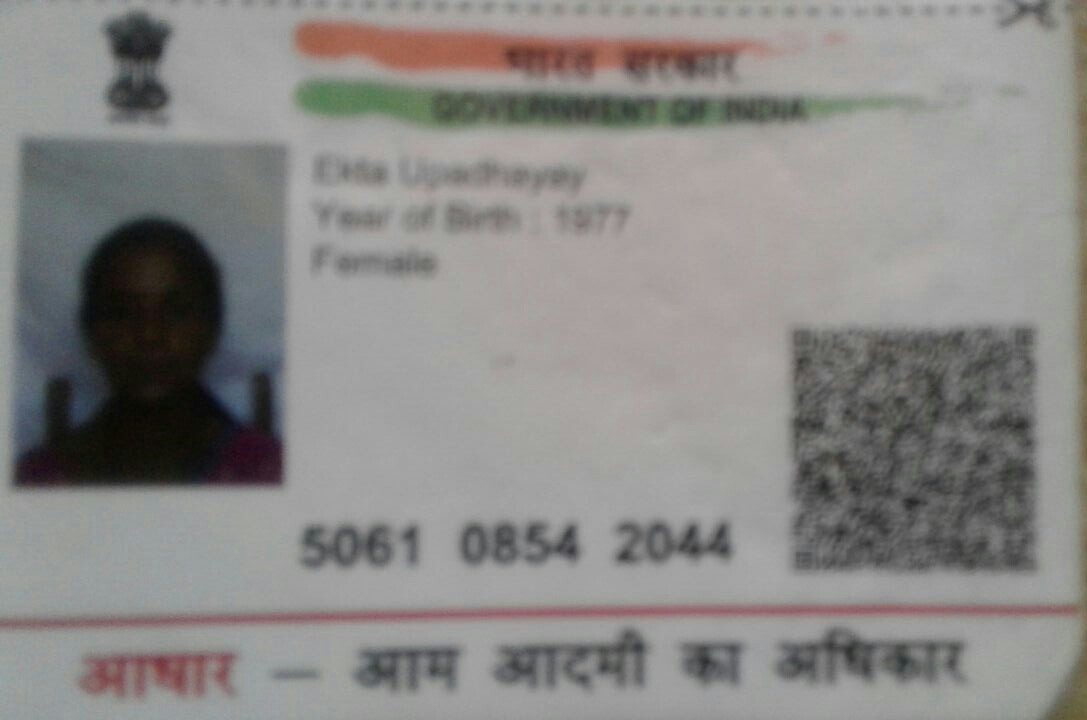 भारत सरकार
GOVERNMENT OF INDIA
Ekta Upadhayay
Year of Birth : 1977
Female
5061 0854 2044
आधार — आम आदमी का अधिकार